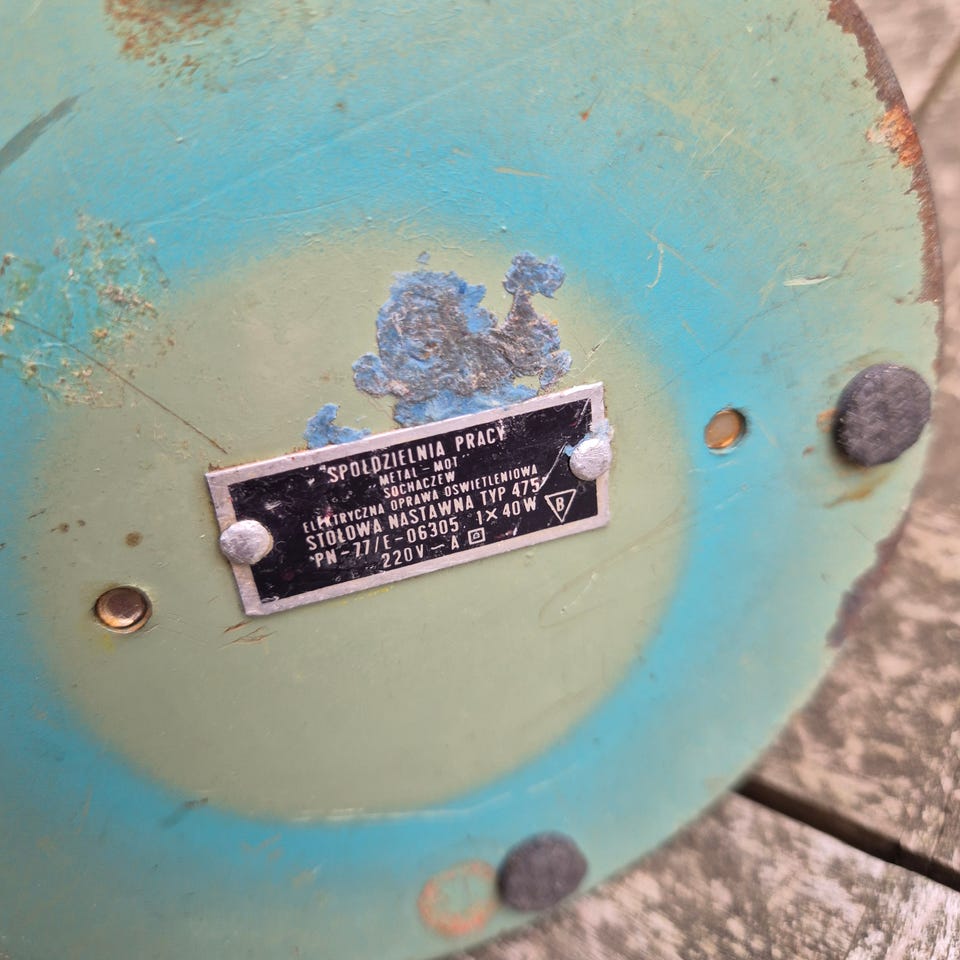 "SPÓŁDZIELNIA PRACY
METAL-MOT"
SOCHACZEW
ELEKTRYCZNA OPRAWA OŚWIETLENIOWA
STOŁOWA NASTAWNA TYP 475
PN-77/E-06305 1×40W
220V~A
B